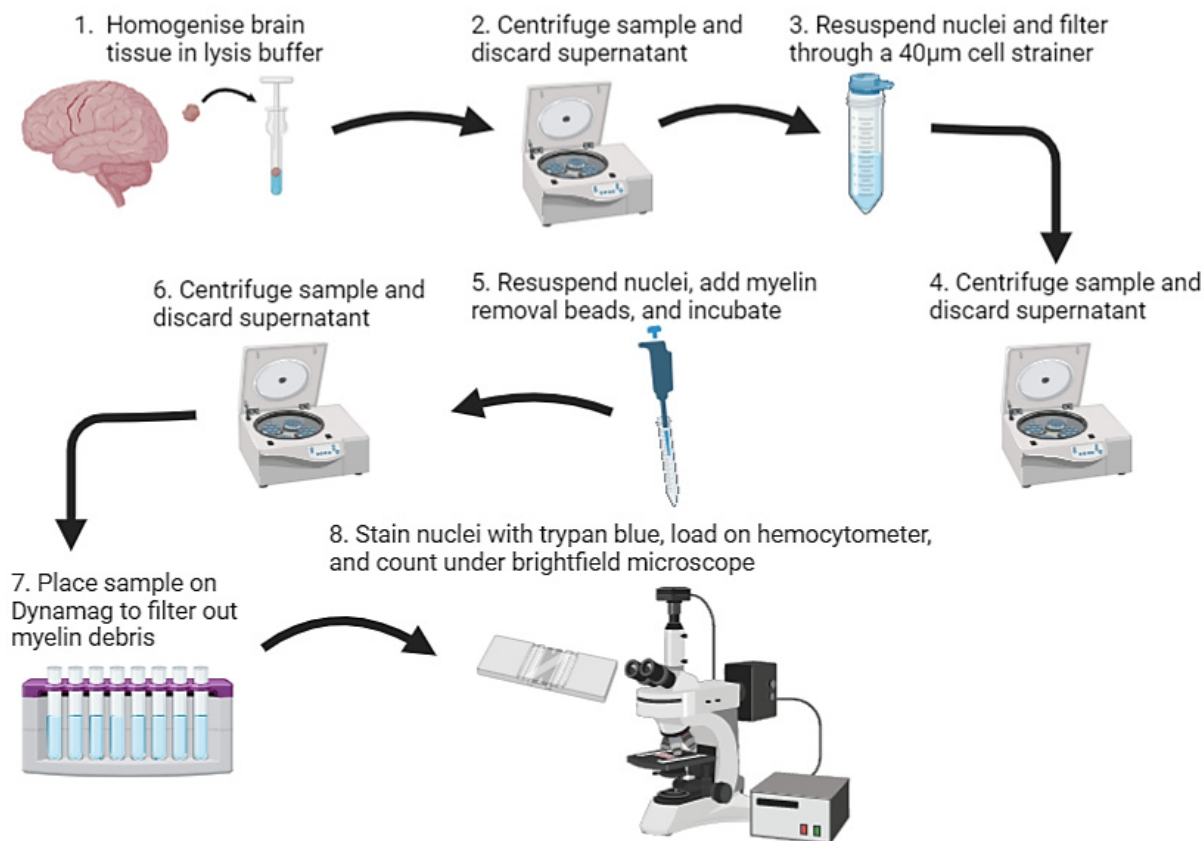 1. Homogenise brain
tissue in lysis buffer
2. Centrifuge sample and
discard supernatant
3. Resuspend nuclei and filter
through a 40µm cell strainer
4. Centrifuge sample and
discard supernatant
5. Resuspend nuclei, add myelin
removal beads, and incubate
6. Centrifuge sample and
discard supernatant
7. Place sample on
Dynamag to filter out
myelin debris
8. Stain nuclei with trypan blue, load on hemocytometer,
and count under brightfield microscope